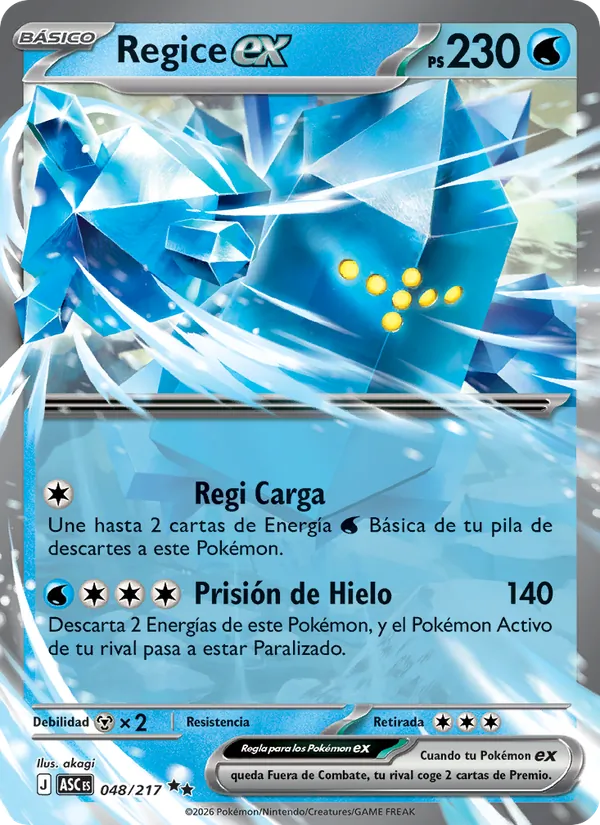 BÁSICO
Regice ex
PS 230
Regi Carga
Une hasta 2 cartas de Energía Básica de tu pila de
descartes a este Pokémon.
Prisión de Hielo 140
Descarta 2 Energías de este Pokémon, y el Pokémon Activo
de tu rival pasa a estar Paralizado.
Debilidad ×2 Resistencia Retirada
Ilus. akagi
Regla para los Pokémon ex
Cuando tu Pokémon ex
queda Fuera de Combate, tu rival coge 2 cartas de Premio.
J ASC ES 048/217
©2026 Pokémon/Nintendo/Creatures/GAME FREAK